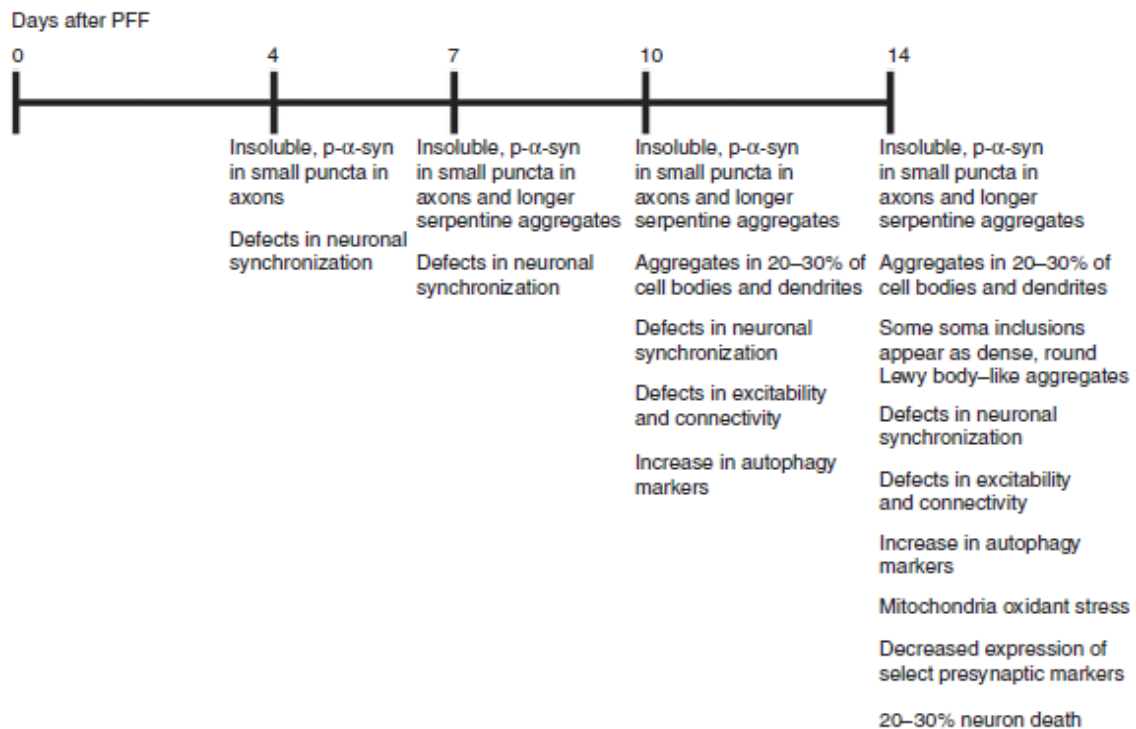 Days after PFF
0
4
7
10
14
Insoluble, p-α-syn
in small puncta in
axons
Defects in neuronal
synchronization
Insoluble, p-α-syn
in small puncta in
axons and longer
serpentine aggregates
Defects in neuronal
synchronization
Insoluble, p-α-syn
in small puncta in
axons and longer
serpentine aggregates
Aggregates in 20–30% of
cell bodies and dendrites
Defects in neuronal
synchronization
Defects in excitability
and connectivity
Increase in autophagy
markers
Insoluble, p-α-syn
in small puncta in
axons and longer
serpentine aggregates
Aggregates in 20–30% of
cell bodies and dendrites
Some soma inclusions
appear as dense, round
Lewy body–like aggregates
Defects in neuronal
synchronization
Defects in excitability
and connectivity
Increase in autophagy
markers
Mitochondria oxidant stress
Decreased expression of
select presynaptic markers
20–30% neuron death